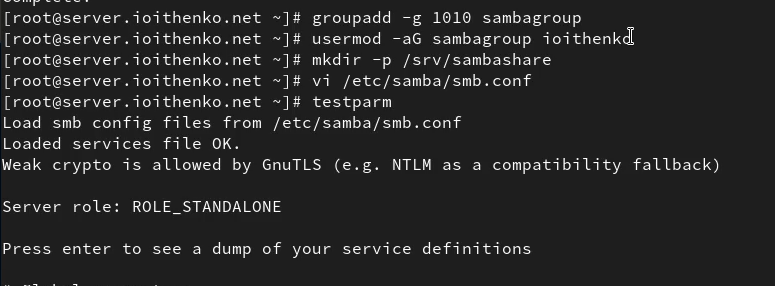 [root@server.ioithenko.net ~]# groupadd -g 1010 sambagroup
[root@server.ioithenko.net ~]# usermod -aG sambagroup ioithenko
[root@server.ioithenko.net ~]# mkdir -p /srv/sambashare
[root@server.ioithenko.net ~]# vi /etc/samba/smb.conf
[root@server.ioithenko.net ~]# testparm
Load smb config files from /etc/samba/smb.conf
Loaded services file OK.
Weak crypto is allowed by GnuTLS (e.g. NTLM as a compatibility fallback)
Server role: ROLE_STANDALONE
Press enter to see a dump of your service definitions